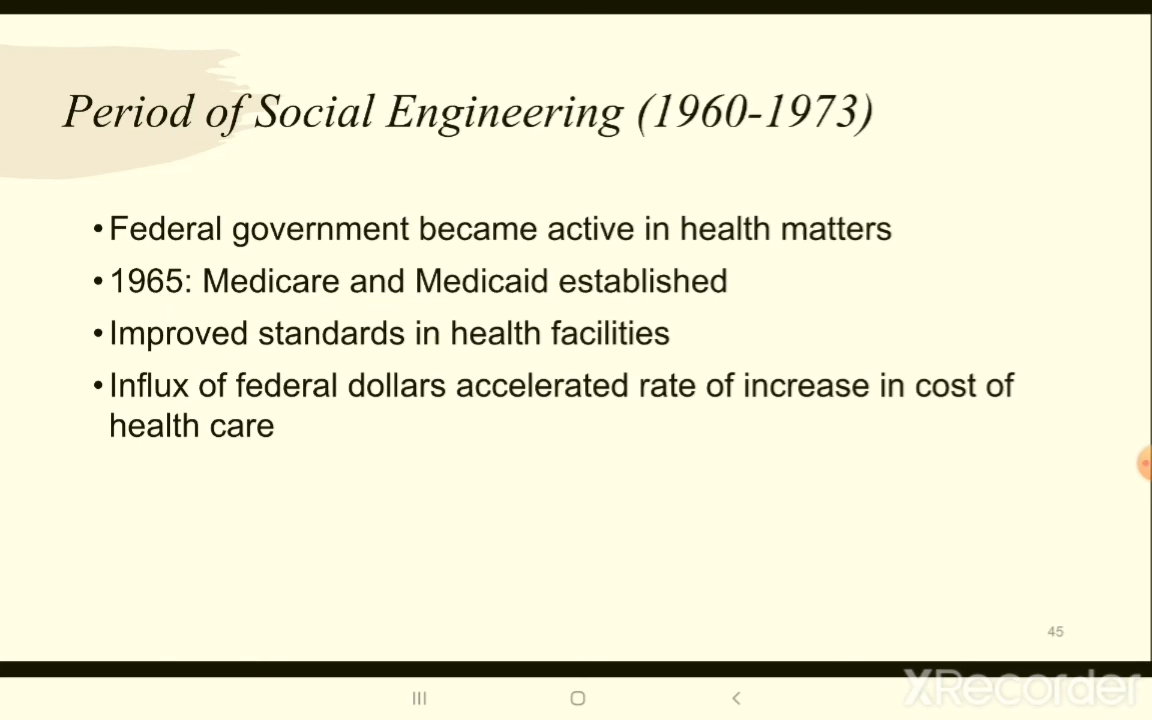 Period of Social Engineering (1960-1973)
•Federal government became active in health matters
•1965: Medicare and Medicaid established
•Improved standards in health facilities
•Influx of federal dollars accelerated rate of increase in cost of
health care
45
XRecorder